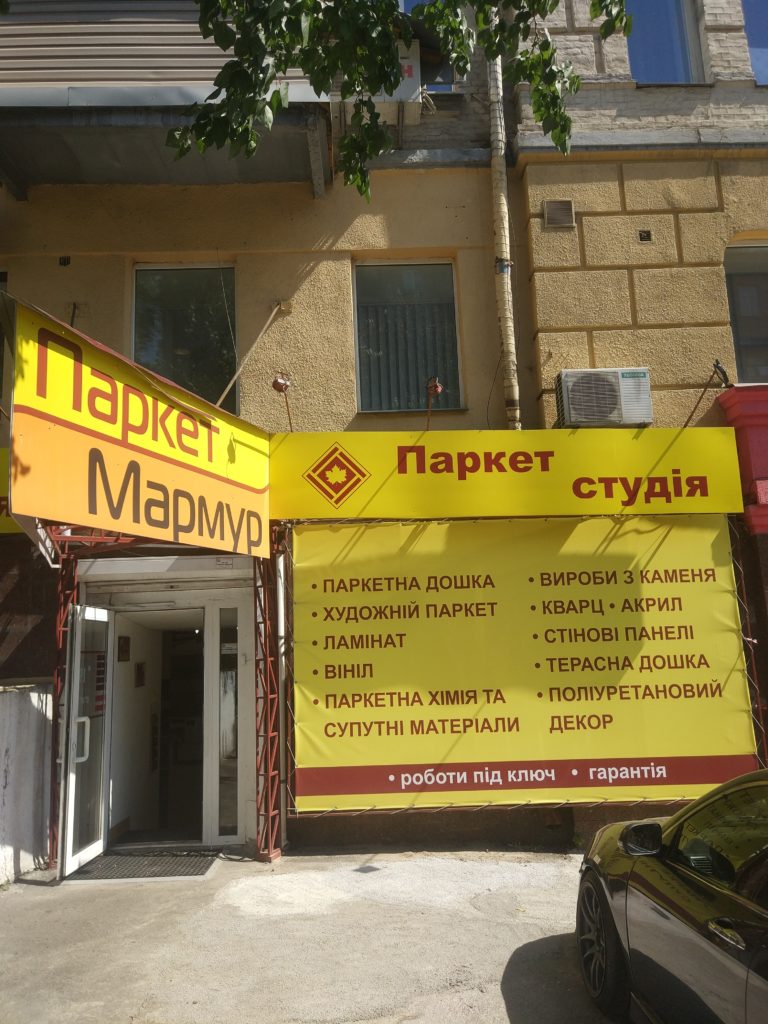 Паркет
Мармур
Паркет
студія
• ПАРКЕТНА ДОШКА
• ХУДОЖНІЙ ПАРКЕТ
• ЛАМІНАТ
• ВІНІЛ
• ПАРКЕТНА ХІМІЯ ТА
СУПУТНІ МАТЕРІАЛИ
• ВИРОБИ З КАМЕНЯ
• КВАРЦ • АКРИЛ
• СТІНОВІ ПАНЕЛІ
• ТЕРАСНА ДОШКА
• ПОЛІУРЕТАНОВИЙ
ДЕКОР
• роботи під ключ • гарантія